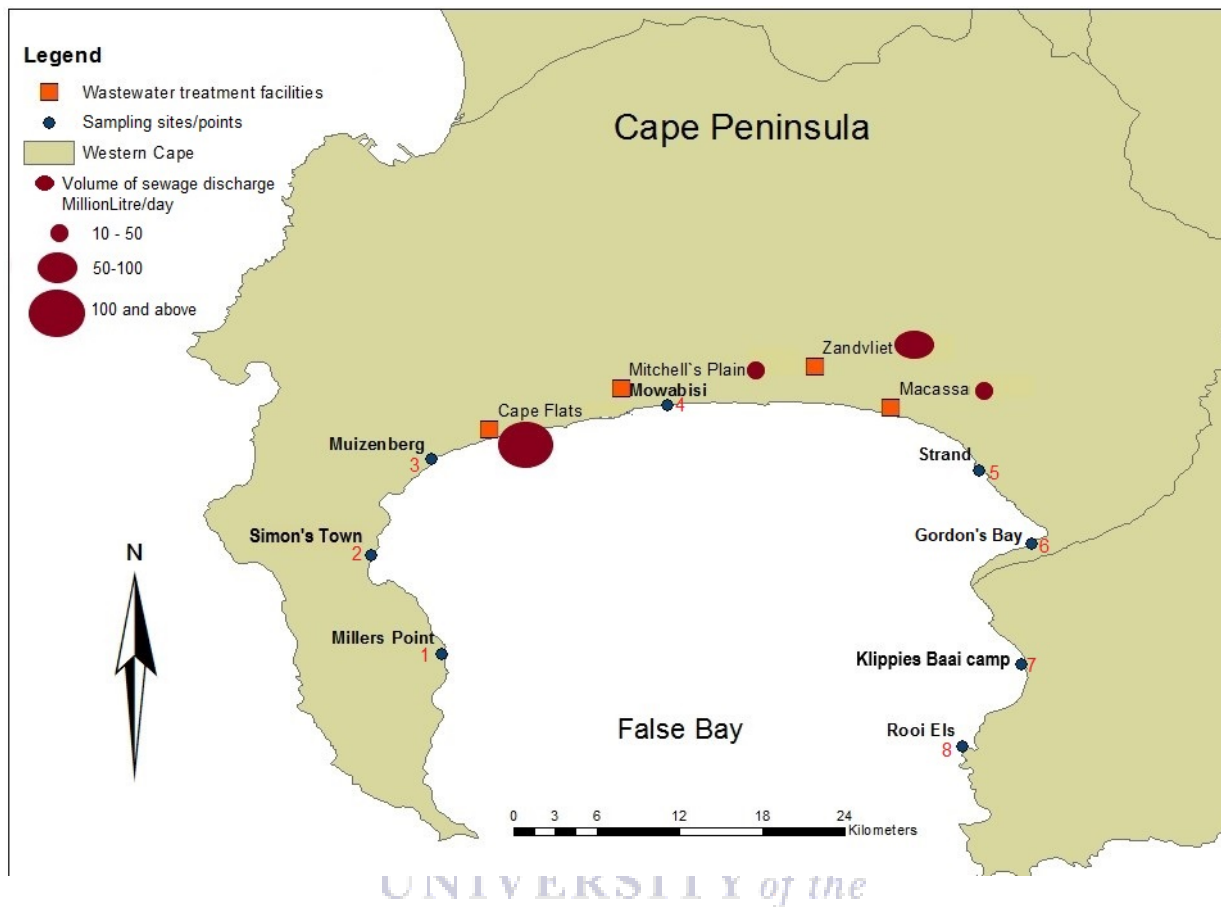 Legend
Wastewater treatment facilities
Sampling sites/points
Western Cape
Volume of sewage discharge
MillionLitre/day
10 - 50
50-100
100 and above
Cape Peninsula
Zandvliet
Mitchell`s Plain
Macassa
Mowabisi
4
Cape Flats
Muizenberg
3
Strand
5
Simon's Town
2
Gordon's Bay
6
N
Millers Point
1
Klippies Baai camp
7
False Bay
Rooi Els
8
0 3 6 12 18 24
Kilometers
UNIVERSITY of the